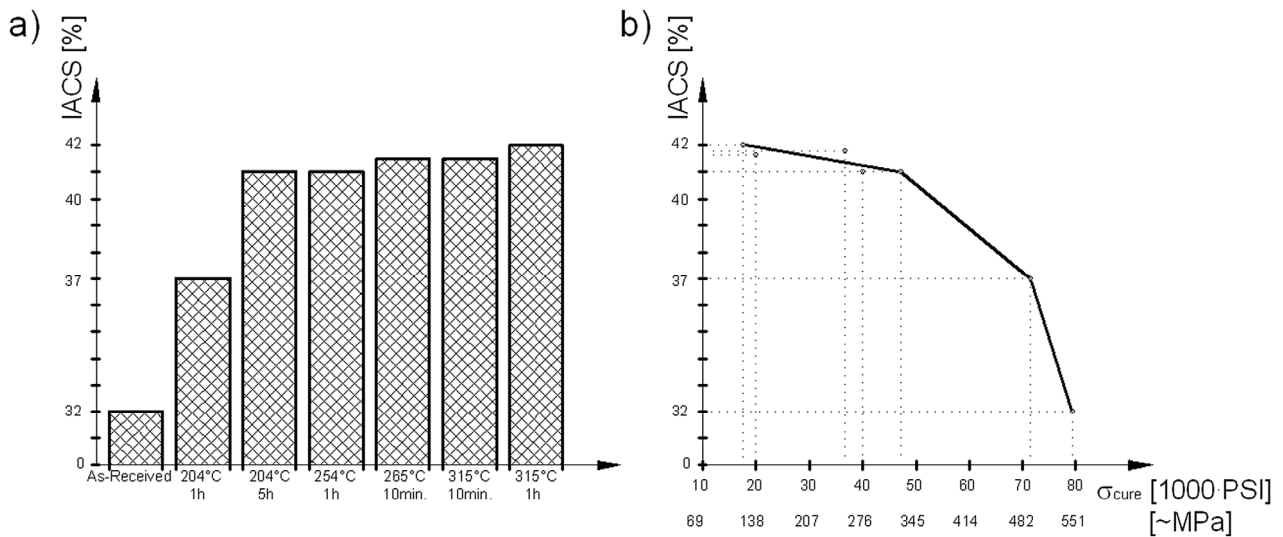 a)
IACS [%]
42
40
37
32
0
As-Received 204°C 204°C 254°C 265°C 315°C 315°C
1h 5h 1h 10min. 10min. 1h
b)
IACS [%]
42
40
37
32
0
10 20 30 40 50 60 70 80 σcure [1000·PSI]
69 138 207 276 345 414 482 551 [~MPa]